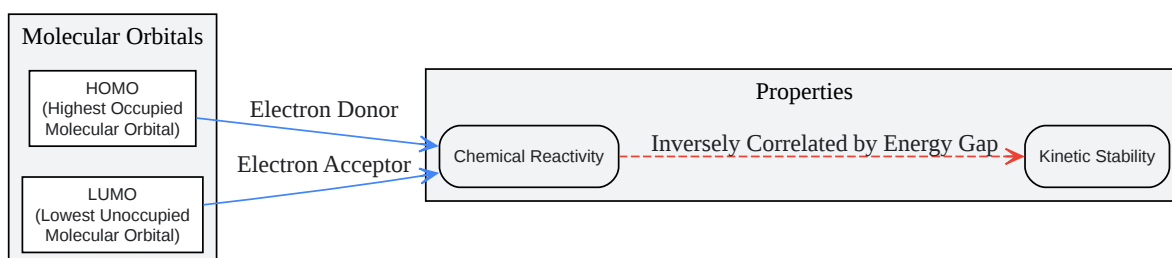 Molecular Orbitals
HOMO
(Highest Occupied
Molecular Orbital)
LUMO
(Lowest Unoccupied
Molecular Orbital)
Electron Donor
Electron Acceptor
Properties
Chemical Reactivity
Inversely Correlated by Energy Gap
Kinetic Stability